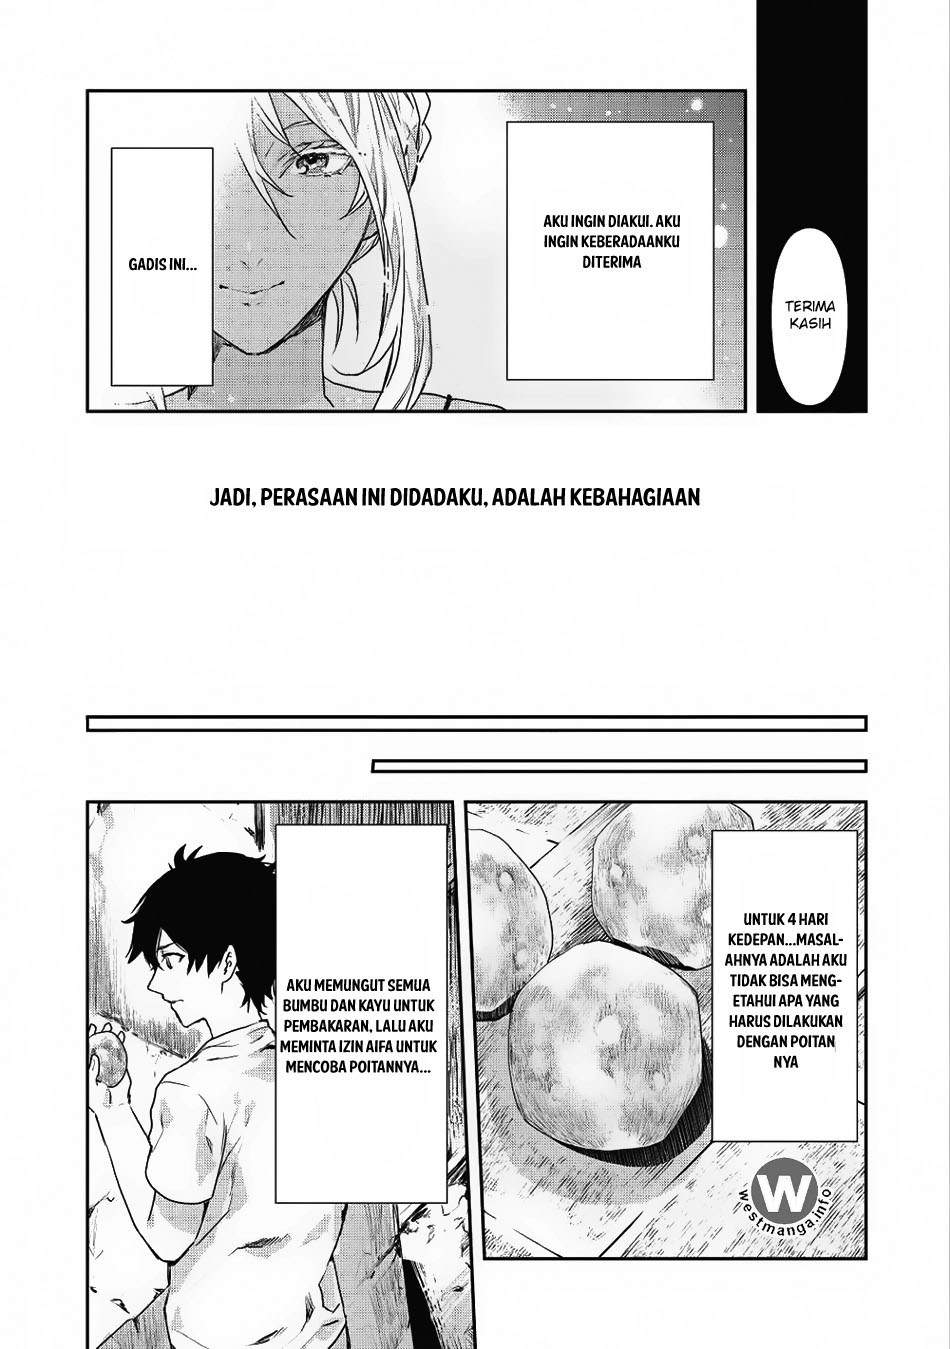 TERIMA
KASIH
AKU INGIN DIAKUI. AKU
INGIN KEBERADAANKU
DITERIMA
GADIS INI...
JADI, PERASAAN INI DIDADAKU, ADALAH KEBAHAGIAAN
UNTUK 4 HARI
KEDEPAN...MASAL-
AHNYA ADALAH AKU
TIDAK BISA MENG-
ETAHUI APA YANG
HARUS DILAKUKAN
DENGAN POITAN
NYA
AKU MEMUNGUT SEMUA
BUMBU DAN KAYU UNTUK
PEMBAKARAN, LALU AKU
MEMINTA IZIN AIFA UNTUK
MENCOBA POITANNYA...
W
westmanga.info